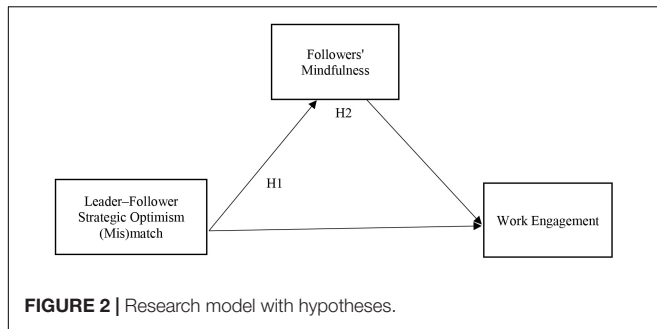 Followers'
Mindfulness
H2
H1
Leader–Follower
Strategic Optimism
(Mis)match
Work Engagement
FIGURE 2 | Research model with hypotheses.